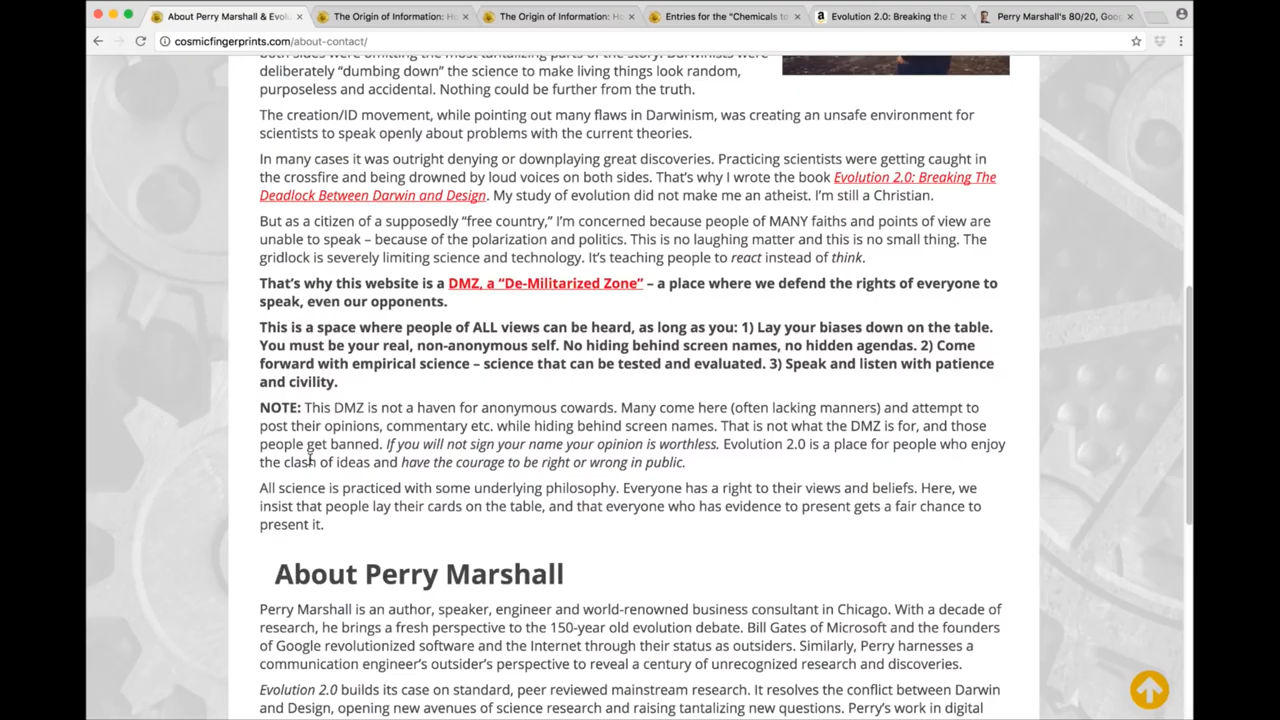 About Perry Marshall & Evol
The Origin of Information: Ho
The Origin of Information: Ho
Entries for the "Chemicals to
Evolution 2.0: Breaking the D
Perry Marshall's 80/20, Goog
cosmicfingerprints.com/about-contact/
both sides were omitting the most tantalizing parts of the story. Darwinists were
deliberately “dumbing down” the science to make living things look random,
purposeless and accidental. Nothing could be further from the truth.
The creation/ID movement, while pointing out many flaws in Darwinism, was creating an unsafe environment for
scientists to speak openly about problems with the current theories.
In many cases it was outright denying or downplaying great discoveries. Practicing scientists were getting caught in
the crossfire and being drowned by loud voices on both sides. That’s why I wrote the book Evolution 2.0: Breaking The
Deadlock Between Darwin and Design. My study of evolution did not make me an atheist. I’m still a Christian.
But as a citizen of a supposedly “free country,” I’m concerned because people of MANY faiths and points of view are
unable to speak – because of the polarization and politics. This is no laughing matter and this is no small thing. The
gridlock is severely limiting science and technology. It’s teaching people to react instead of think.
That’s why this website is a DMZ, a “De-Militarized Zone” – a place where we defend the rights of everyone to
speak, even our opponents.
This is a space where people of ALL views can be heard, as long as you: 1) Lay your biases down on the table.
You must be your real, non-anonymous self. No hiding behind screen names, no hidden agendas. 2) Come
forward with empirical science – science that can be tested and evaluated. 3) Speak and listen with patience
and civility.
NOTE: This DMZ is not a haven for anonymous cowards. Many come here (often lacking manners) and attempt to
post their opinions, commentary etc. while hiding behind screen names. That is not what the DMZ is for, and those
people get banned. If you will not sign your name your opinion is worthless. Evolution 2.0 is a place for people who enjoy
the clash of ideas and have the courage to be right or wrong in public.
All science is practiced with some underlying philosophy. Everyone has a right to their views and beliefs. Here, we
insist that people lay their cards on the table, and that everyone who has evidence to present gets a fair chance to
present it.
About Perry Marshall
Perry Marshall is an author, speaker, engineer and world-renowned business consultant in Chicago. With a decade of
research, he brings a fresh perspective to the 150-year old evolution debate. Bill Gates of Microsoft and the founders
of Google revolutionized software and the Internet through their status as outsiders. Similarly, Perry harnesses a
communication engineer’s outsider’s perspective to reveal a century of unrecognized research and discoveries.
Evolution 2.0 builds its case on standard, peer reviewed mainstream research. It resolves the conflict between Darwin
and Design, opening new avenues of science research and raising tantalizing new questions. Perry’s work in digital